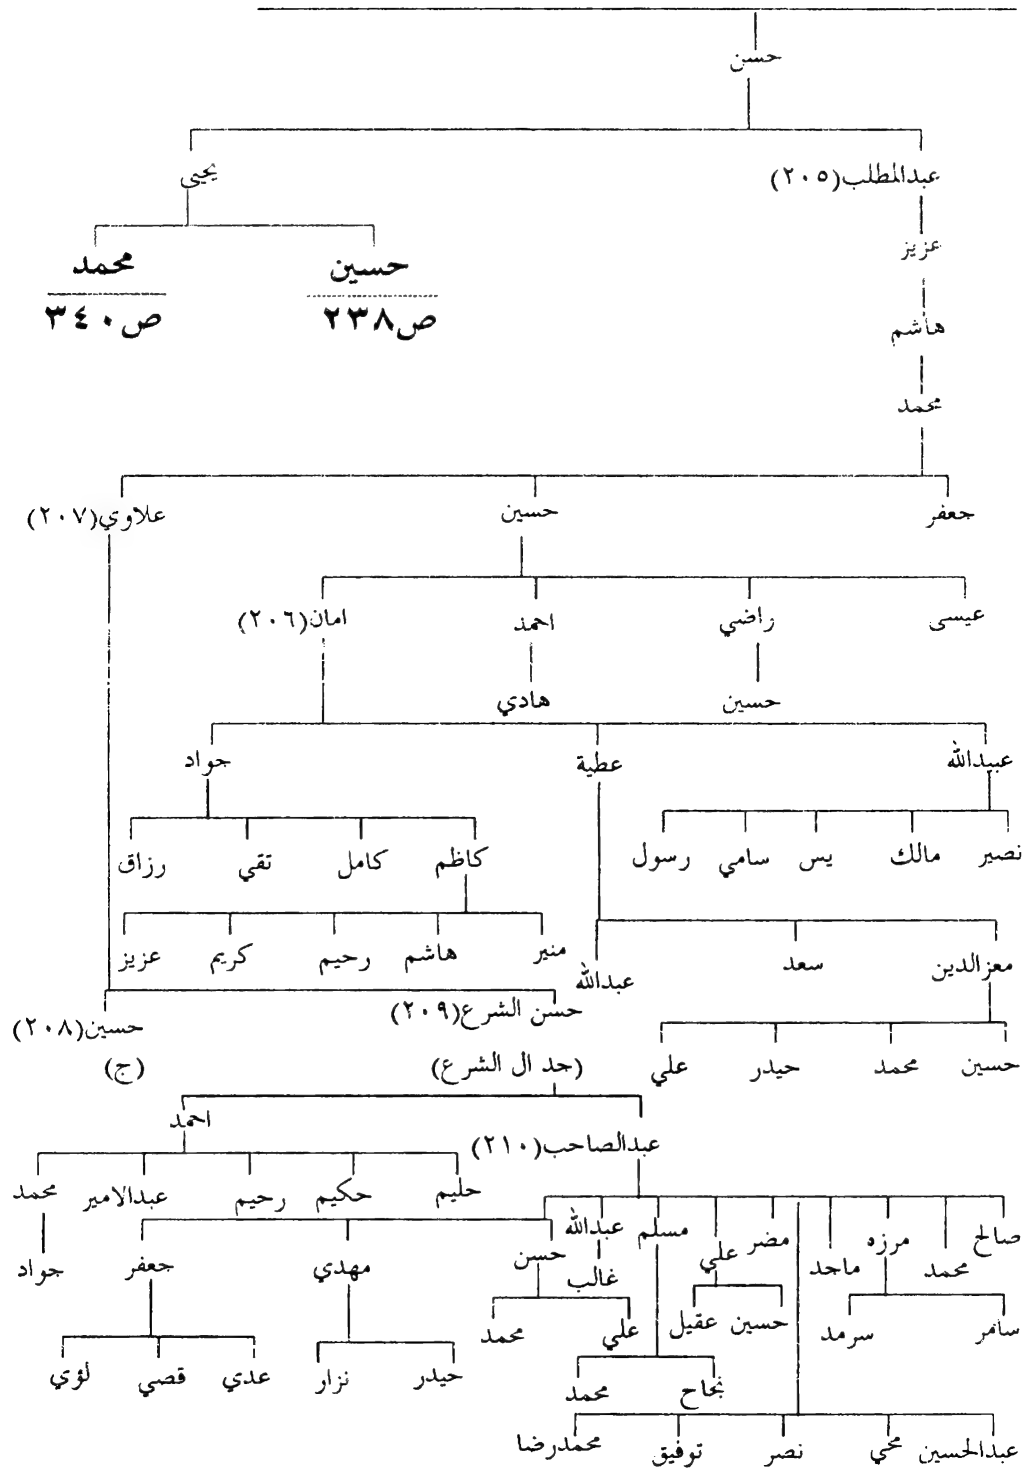 حسن
عبدالمطلب(٢٠٥) يحيى
عزيز
حسين محمد
ص٢٣٨ ص٣٤٠
هاشم
محمد
جعفر حسين علاوي(٢٠٧)
عيسى راضي احمد امان(٢٠٦)
حسين هادي
عبيدالله عطية جواد
نصير مالك يس سامي رسول كاظم كامل تقي رزاق
منير هاشم رحيم كريم عزيز
معزالدين سعد عبدالله
حسن الشرع(٢٠٩) حسين(٢٠٨)
حسين محمد حيدر علي (جد ال الشرع) (ج)
احمد
عبدالصاحب(٢١٠)
حليم حكيم رحيم عبدالامير محمد
صالح محمد مرزه ماجد مضر علي مسلم عبدالله حسن مهدي جعفر جواد
غالب
سامر سرمد حسين عقيل علي محمد
نجاح محمد حيدر نزار عدي قصي لؤي
عبدالحسين محي نصر توفيق محمدرضا